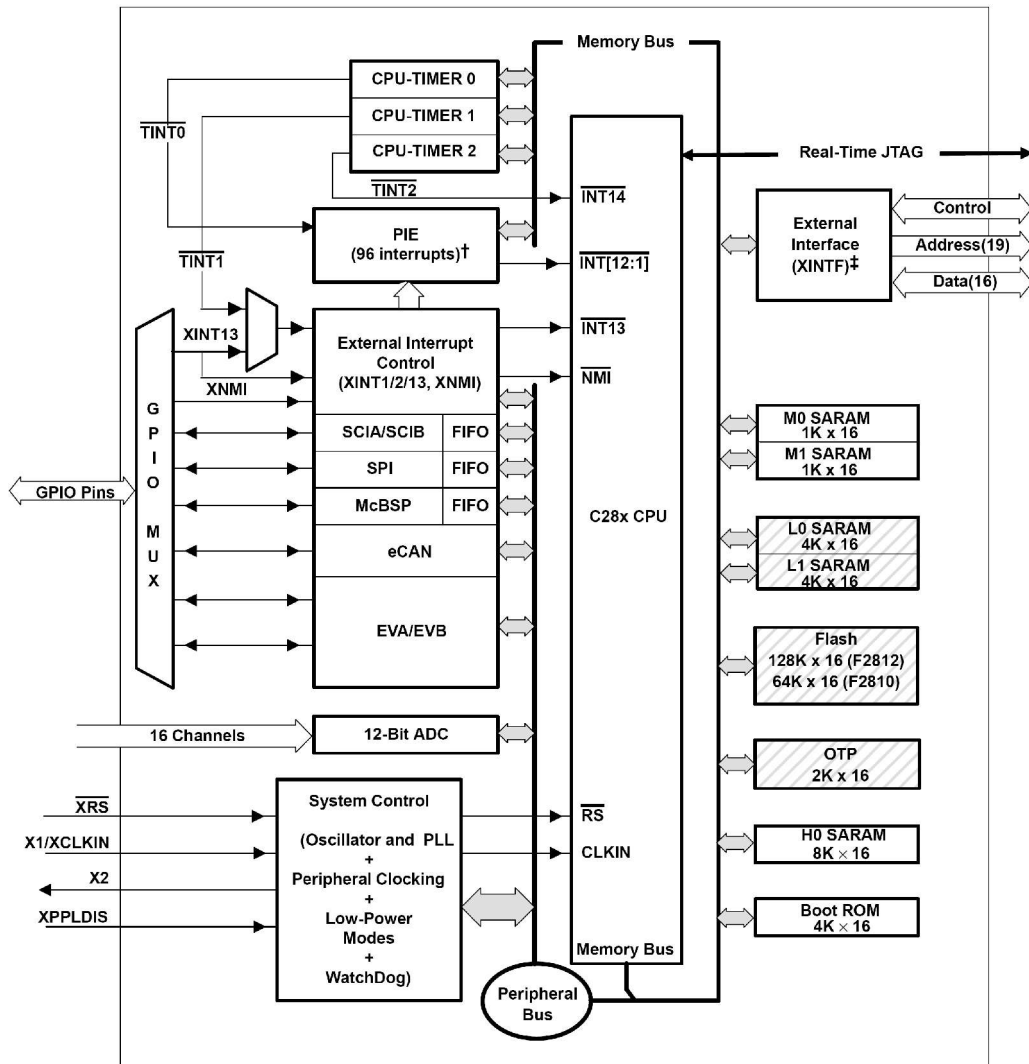 Memory Bus
CPU-TIMER 0
CPU-TIMER 1
CPU-TIMER 2
TINT0
TINT2
TINT1
Real-Time JTAG
INT14
PIE
(96 interrupts)†
INT[12:1]
External
Interface
(XINTF)‡
Control
Address(19)
Data(16)
XINT13
XNMI
External Interrupt
Control
(XINT1/2/13, XNMI)
INT13
NMI
GPIO MUX
GPIO Pins
SCIA/SCIB
FIFO
SPI
FIFO
McBSP
FIFO
eCAN
EVA/EVB
C28x CPU
M0 SARAM
1K x 16
M1 SARAM
1K x 16
L0 SARAM
4K x 16
L1 SARAM
4K x 16
Flash
128K x 16 (F2812)
64K x 16 (F2810)
16 Channels
12-Bit ADC
OTP
2K x 16
XRS
X1/XCLKIN
X2
XPPLDIS
System Control
(Oscillator and PLL
+
Peripheral Clocking
+
Low-Power
Modes
+
WatchDog)
RS
CLKIN
H0 SARAM
8K × 16
Boot ROM
4K × 16
Memory Bus
Peripheral
Bus